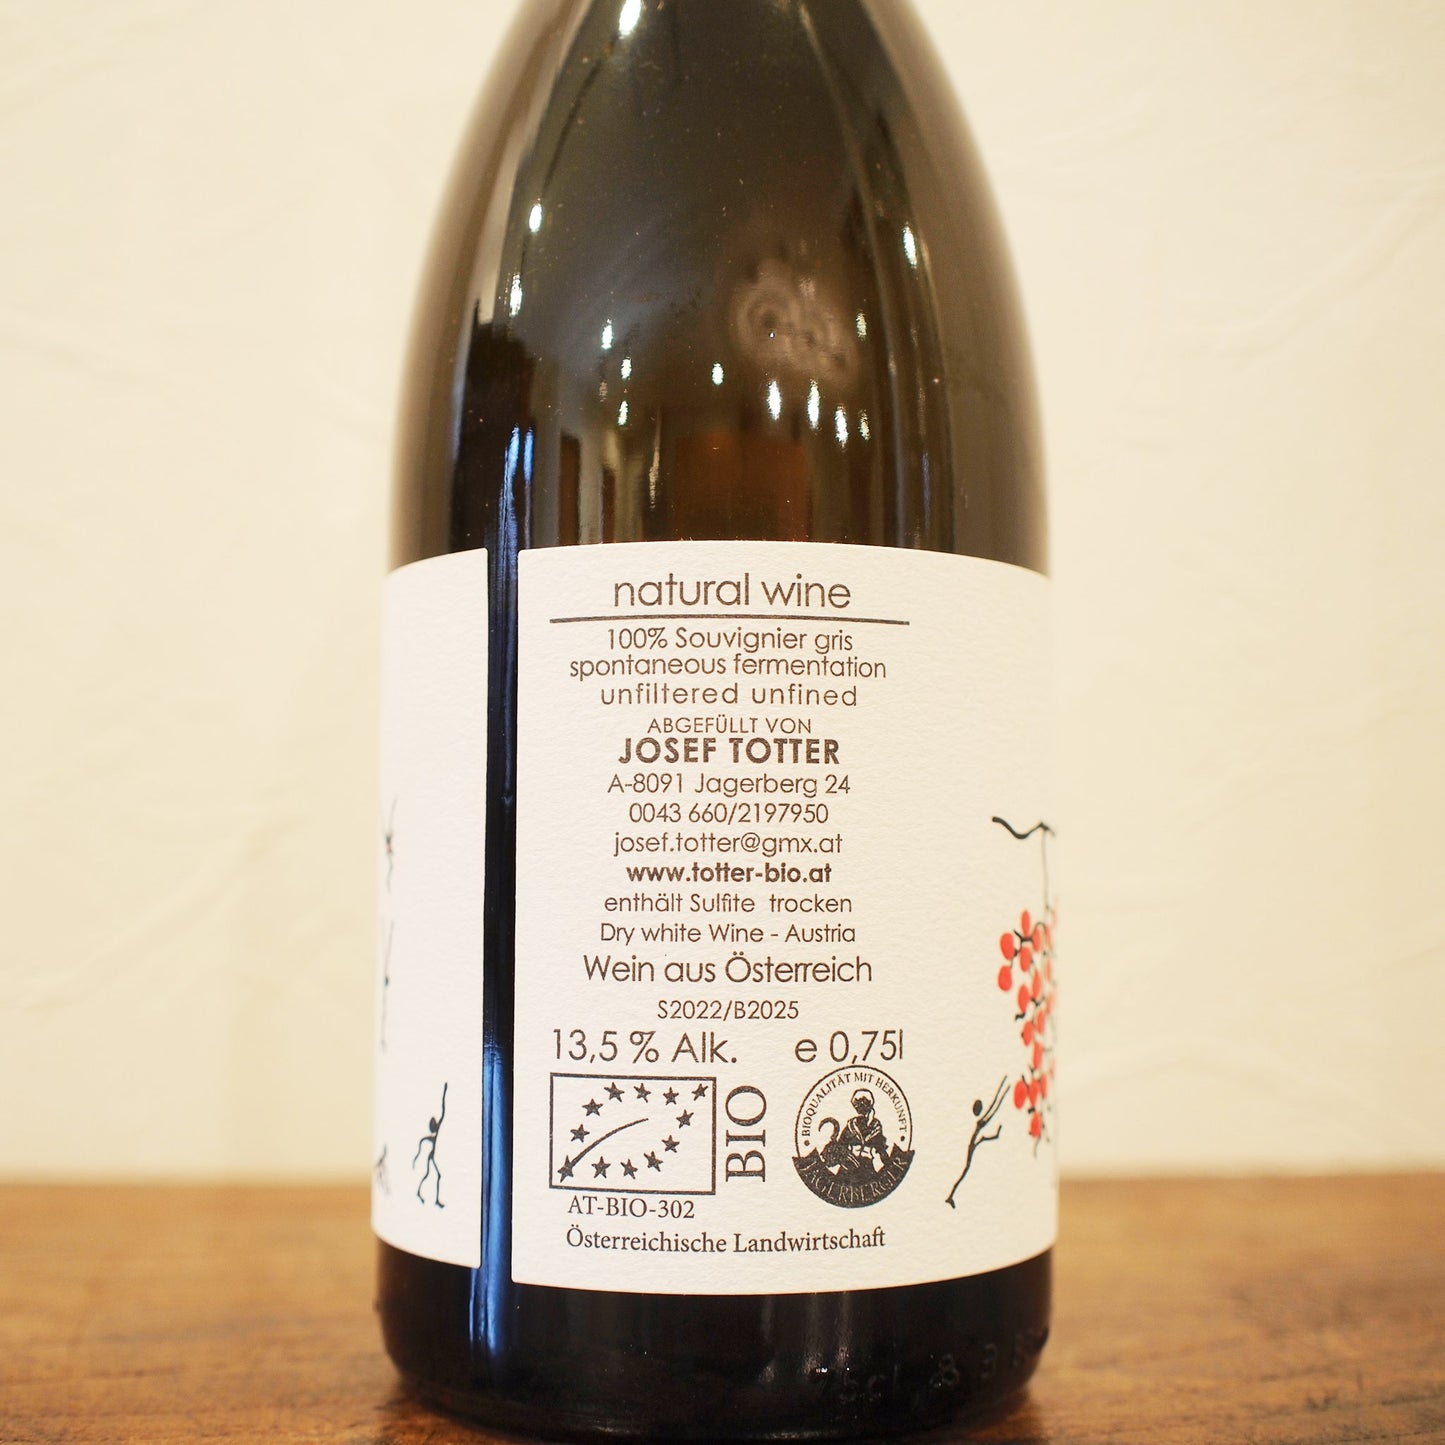 natural wine
100% Souvignier gris
spontaneous fermentation
unfiltered unfined
ABGEFÜLLT VON
JOSEF TOTTER
A-8091 Jagerberg 24
0043 660/2197950
josef.totter@gmx.at
www.totter-bio.at
enthält Sulfite trocken
Dry white Wine - Austria
Wein aus Österreich
S2022/B2025
13,5 % Alk. e 0,75l
BIO
BIOQUALITÄT MIT HERKUNFT
JAGERBERGER
AT-BIO-302
Österreichische Landwirtschaft